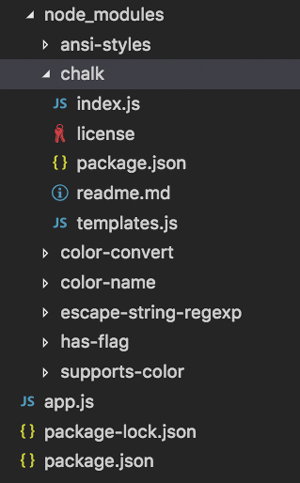 node_modules
ansi-styles
chalk
JS index.js
license
{ } package.json
readme.md
JS templates.js
color-convert
color-name
escape-string-regexp
has-flag
supports-color
JS app.js
{ } package-lock.json
{ } package.json